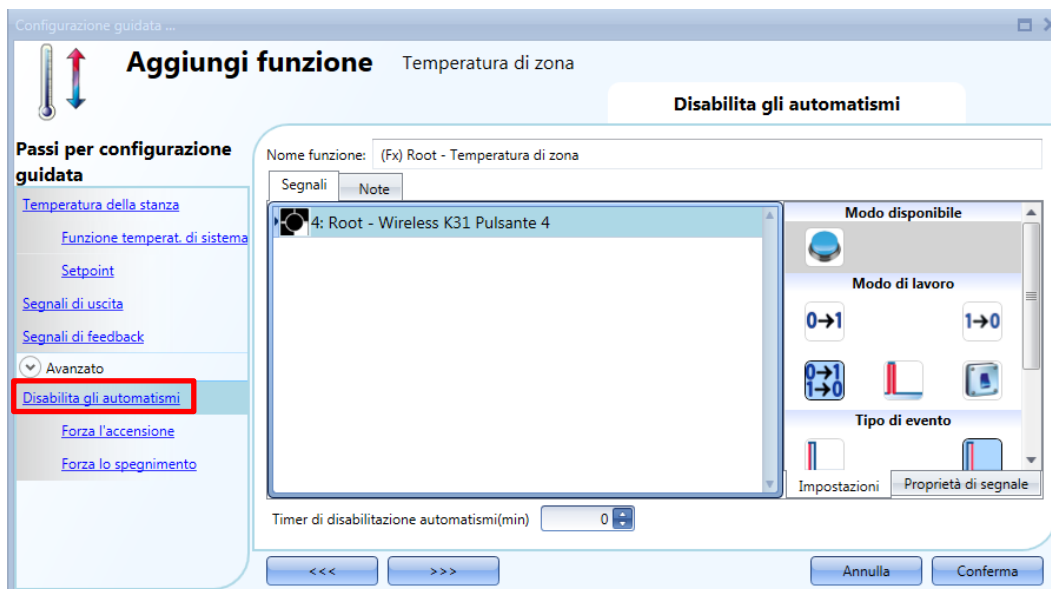 Configurazione guidata ...
Aggiungi funzione
Temperatura di zona
Disabilita gli automatismi
Passi per configurazione
guidata
Temperatura della stanza
Funzione temperat. di sistema
Setpoint
Segnali di uscita
Segnali di feedback
Avanzato
Disabilita gli automatismi
Forza l'accensione
Forza lo spegnimento
Nome funzione: (Fx) Root - Temperatura di zona
Segnali Note
4: Root - Wireless K31 Pulsante 4
Modo disponibile
Modo di lavoro
0→1 1→0
0→1
1→0
Tipo di evento
Impostazioni Proprietà di segnale
Timer di disabilitazione automatismi(min) 0
<<< >>> Annulla Conferma